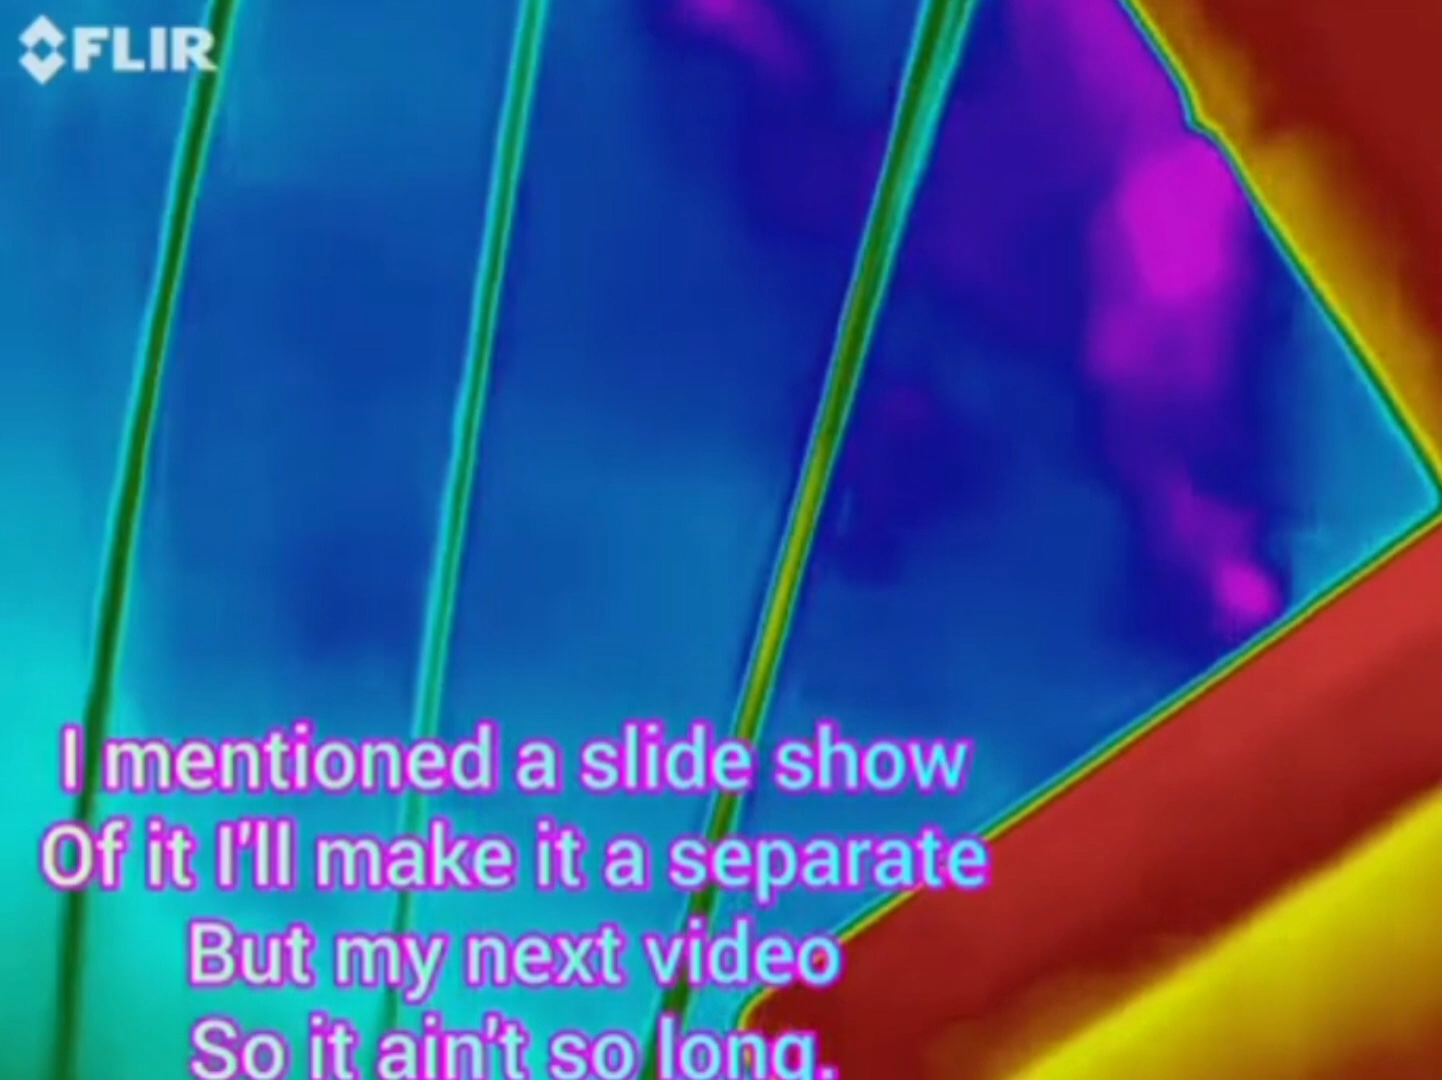 FLIR
I mentioned a slide show
Of it I'll make it a separate
But my next video
So it ain't so long.